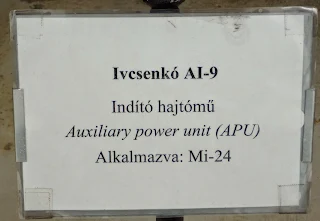 Ivcsenkó AI-9
Indító hajtómű
Auxiliary power unit (APU)
Alkalmazva: Mi-24